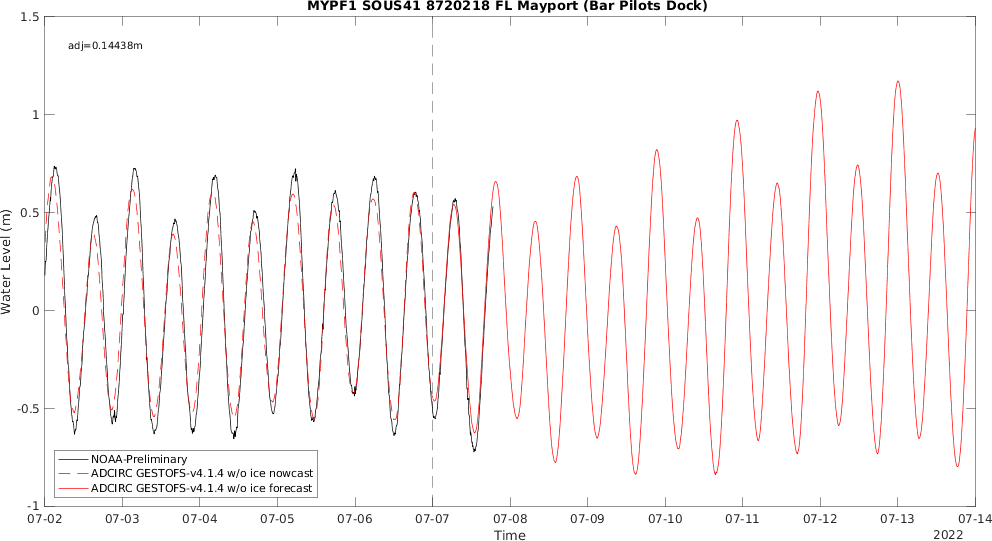 MYPF1 SOUS41 8720218 FL Mayport (Bar Pilots Dock)
adj=0.14438m
1.5
1
0.5
0
-0.5
-1
Water Level (m)
NOAA-Preliminary
ADCIRC GESTOFS-v4.1.4 w/o ice nowcast
ADCIRC GESTOFS-v4.1.4 w/o ice forecast
07-02 07-03 07-04 07-05 07-06 07-07 07-08 07-09 07-10 07-11 07-12 07-13 07-14
Time
2022